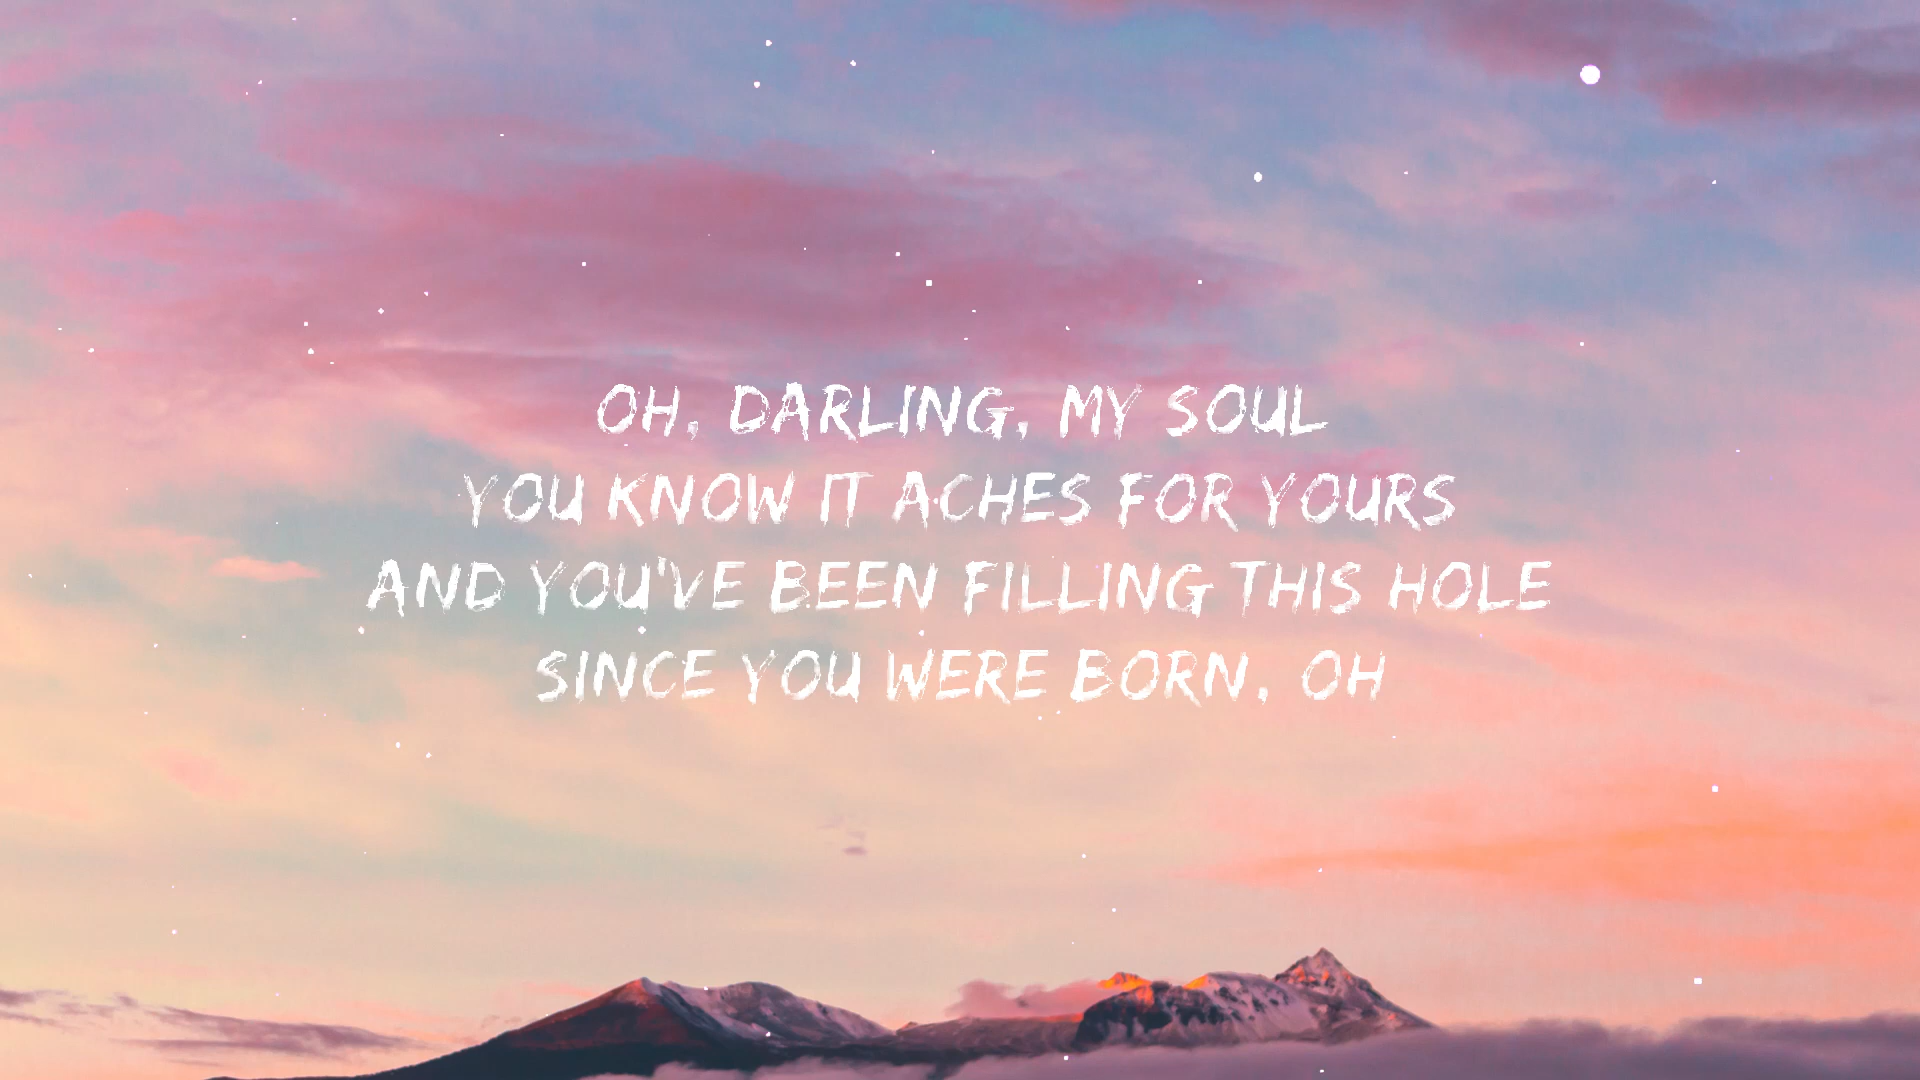 OH, DARLING, MY SOUL
YOU KNOW IT ACHES FOR YOURS
AND YOU'VE BEEN FILLING THIS HOLE
SINCE YOU WERE BORN, OH